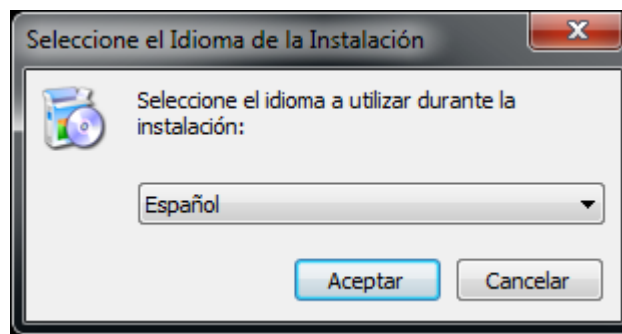 Seleccione el Idioma de la Instalación
Seleccione el idioma a utilizar durante la
instalación:
Español
Aceptar
Cancelar